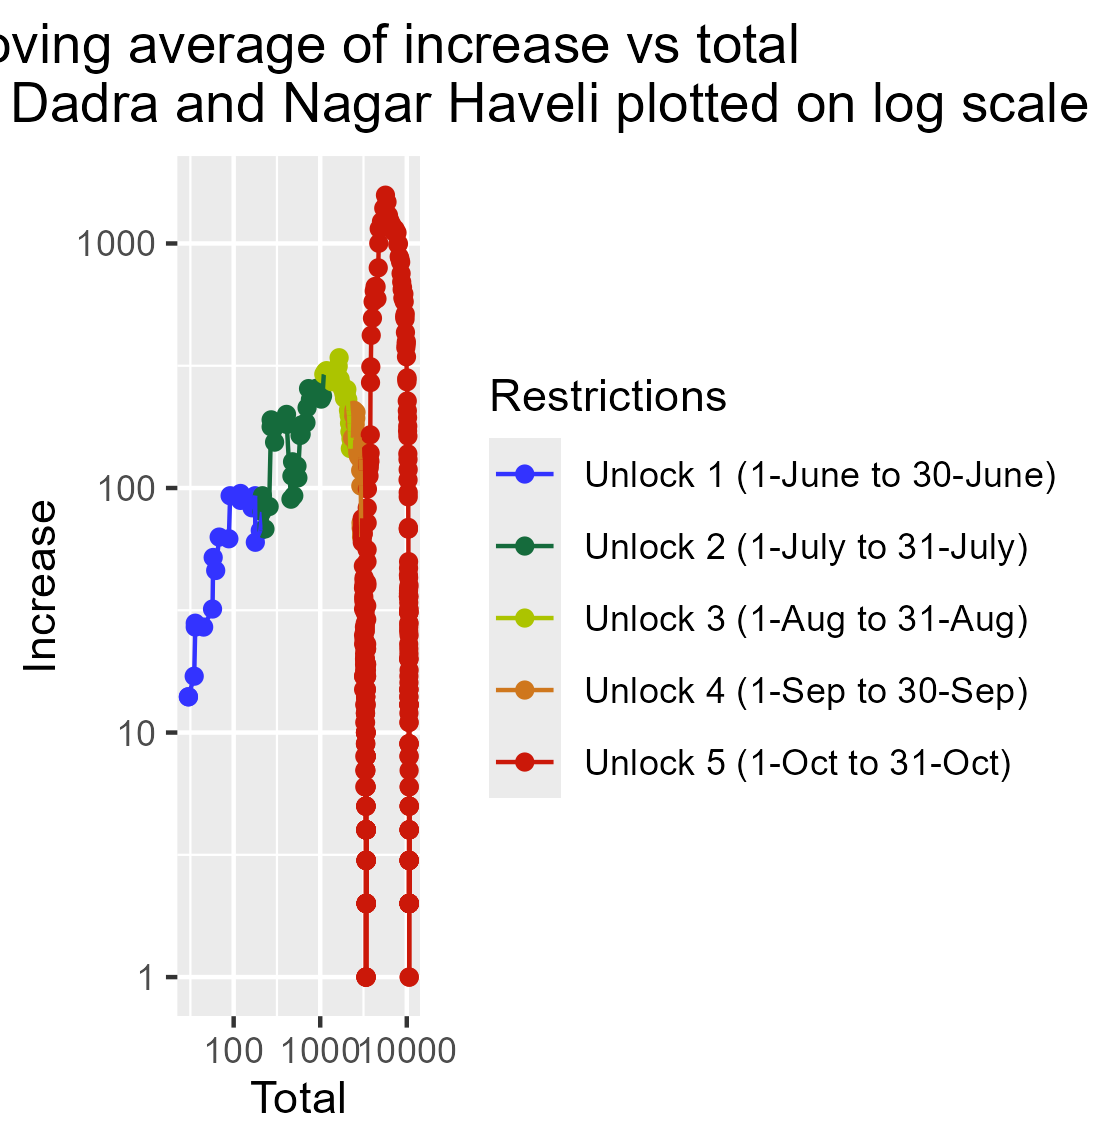 oving average of increase vs total
Dadra and Nagar Haveli plotted on log scale
1000
100
10
1
Increase
100 1000 10000
Total
Restrictions
Unlock 1 (1-June to 30-June)
Unlock 2 (1-July to 31-July)
Unlock 3 (1-Aug to 31-Aug)
Unlock 4 (1-Sep to 30-Sep)
Unlock 5 (1-Oct to 31-Oct)